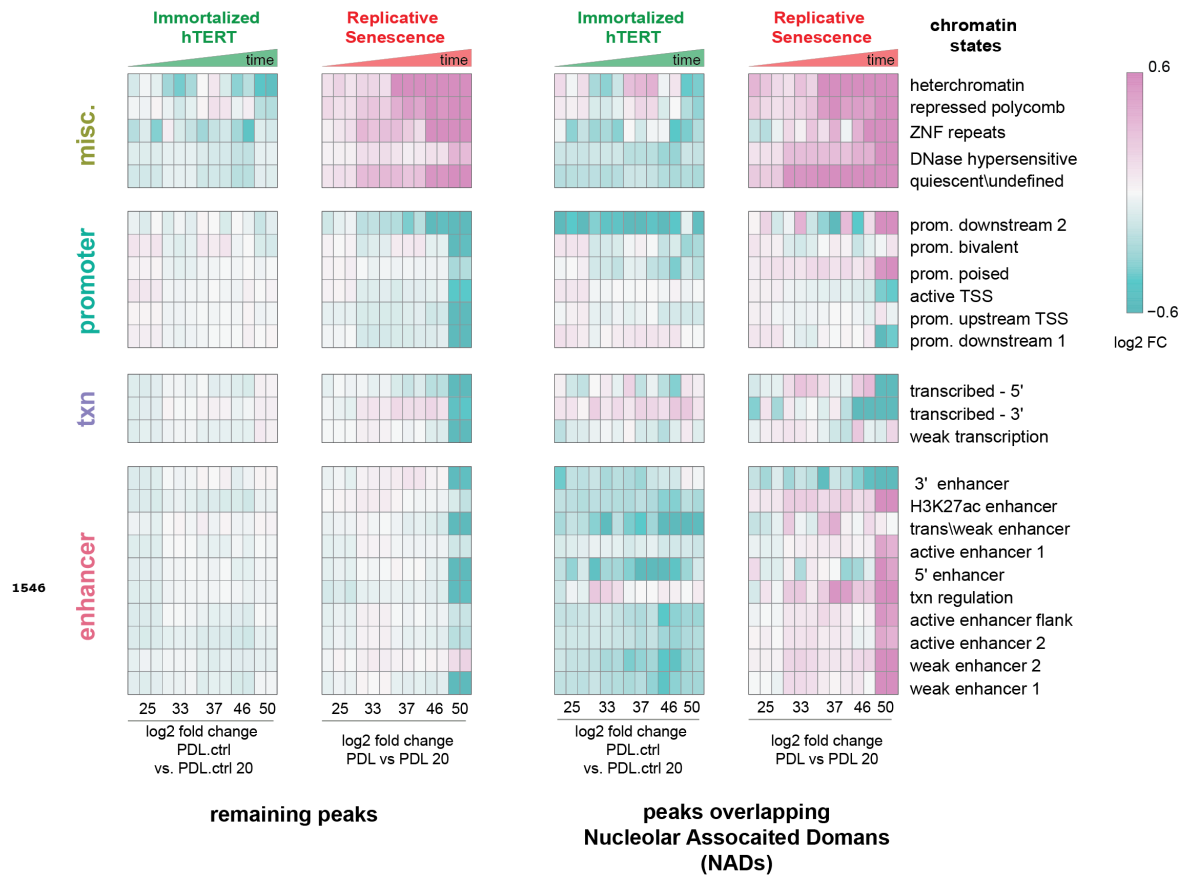 Immortalized
hTERT
Replicative
Senescence
Immortalized
hTERT
Replicative
Senescence
chromatin
states
time
time
time
time
0.6
−0.6
log2 FC
misc.
heterchromatin
repressed polycomb
ZNF repeats
DNase hypersensitive
quiescent\undefined
promoter
prom. downstream 2
prom. bivalent
prom. poised
active TSS
prom. upstream TSS
prom. downstream 1
txn
transcribed - 5'
transcribed - 3'
weak transcription
1546
enhancer
3' enhancer
H3K27ac enhancer
trans\weak enhancer
active enhancer 1
5' enhancer
txn regulation
active enhancer flank
active enhancer 2
weak enhancer 2
weak enhancer 1
25 33 37 46 50
25 33 37 46 50
25 33 37 46 50
25 33 37 46 50
log2 fold change
PDL.ctrl
vs. PDL.ctrl 20
log2 fold change
PDL vs PDL 20
log2 fold change
PDL.ctrl
vs. PDL.ctrl 20
log2 fold change
PDL vs PDL 20
remaining peaks
peaks overlapping
Nucleolar Assocaited Domans
(NADs)